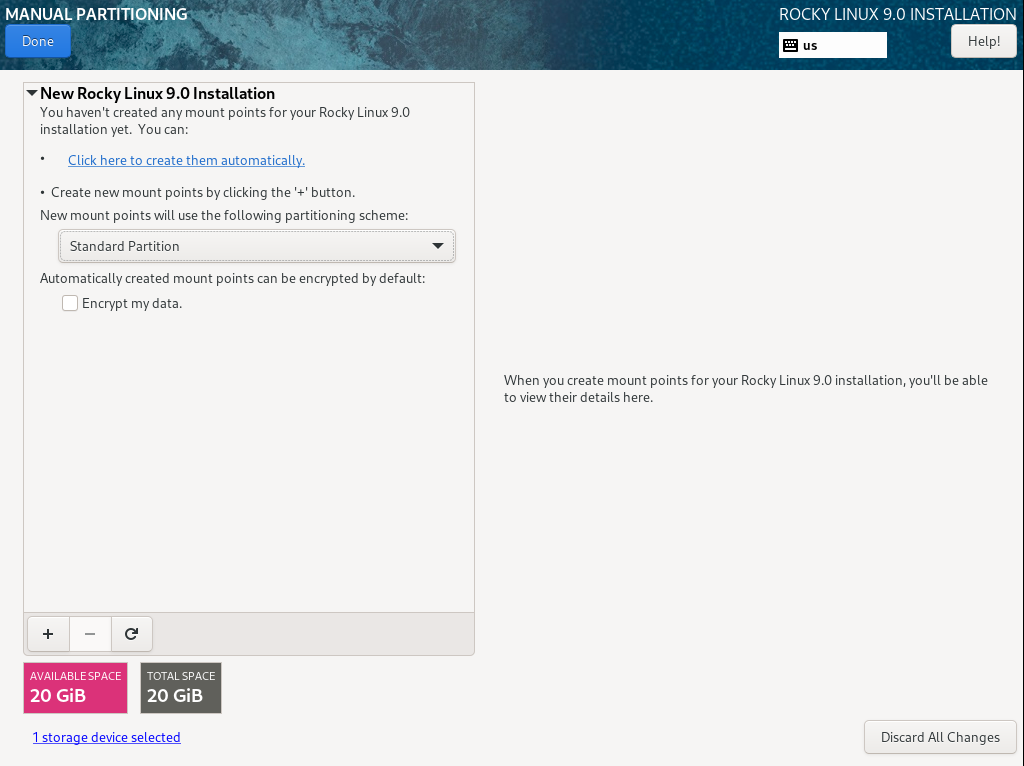 MANUAL PARTITIONING
ROCKY LINUX 9.0 INSTALLATION
Done
us
Help!
New Rocky Linux 9.0 Installation
You haven't created any mount points for your Rocky Linux 9.0
installation yet.  You can:
• Click here to create them automatically.
• Create new mount points by clicking the '+' button.
New mount points will use the following partitioning scheme:
Standard Partition
Automatically created mount points can be encrypted by default:
Encrypt my data.
When you create mount points for your Rocky Linux 9.0 installation, you'll be able
to view their details here.
+ −
AVAILABLE SPACE
20 GiB
TOTAL SPACE
20 GiB
1 storage device selected
Discard All Changes